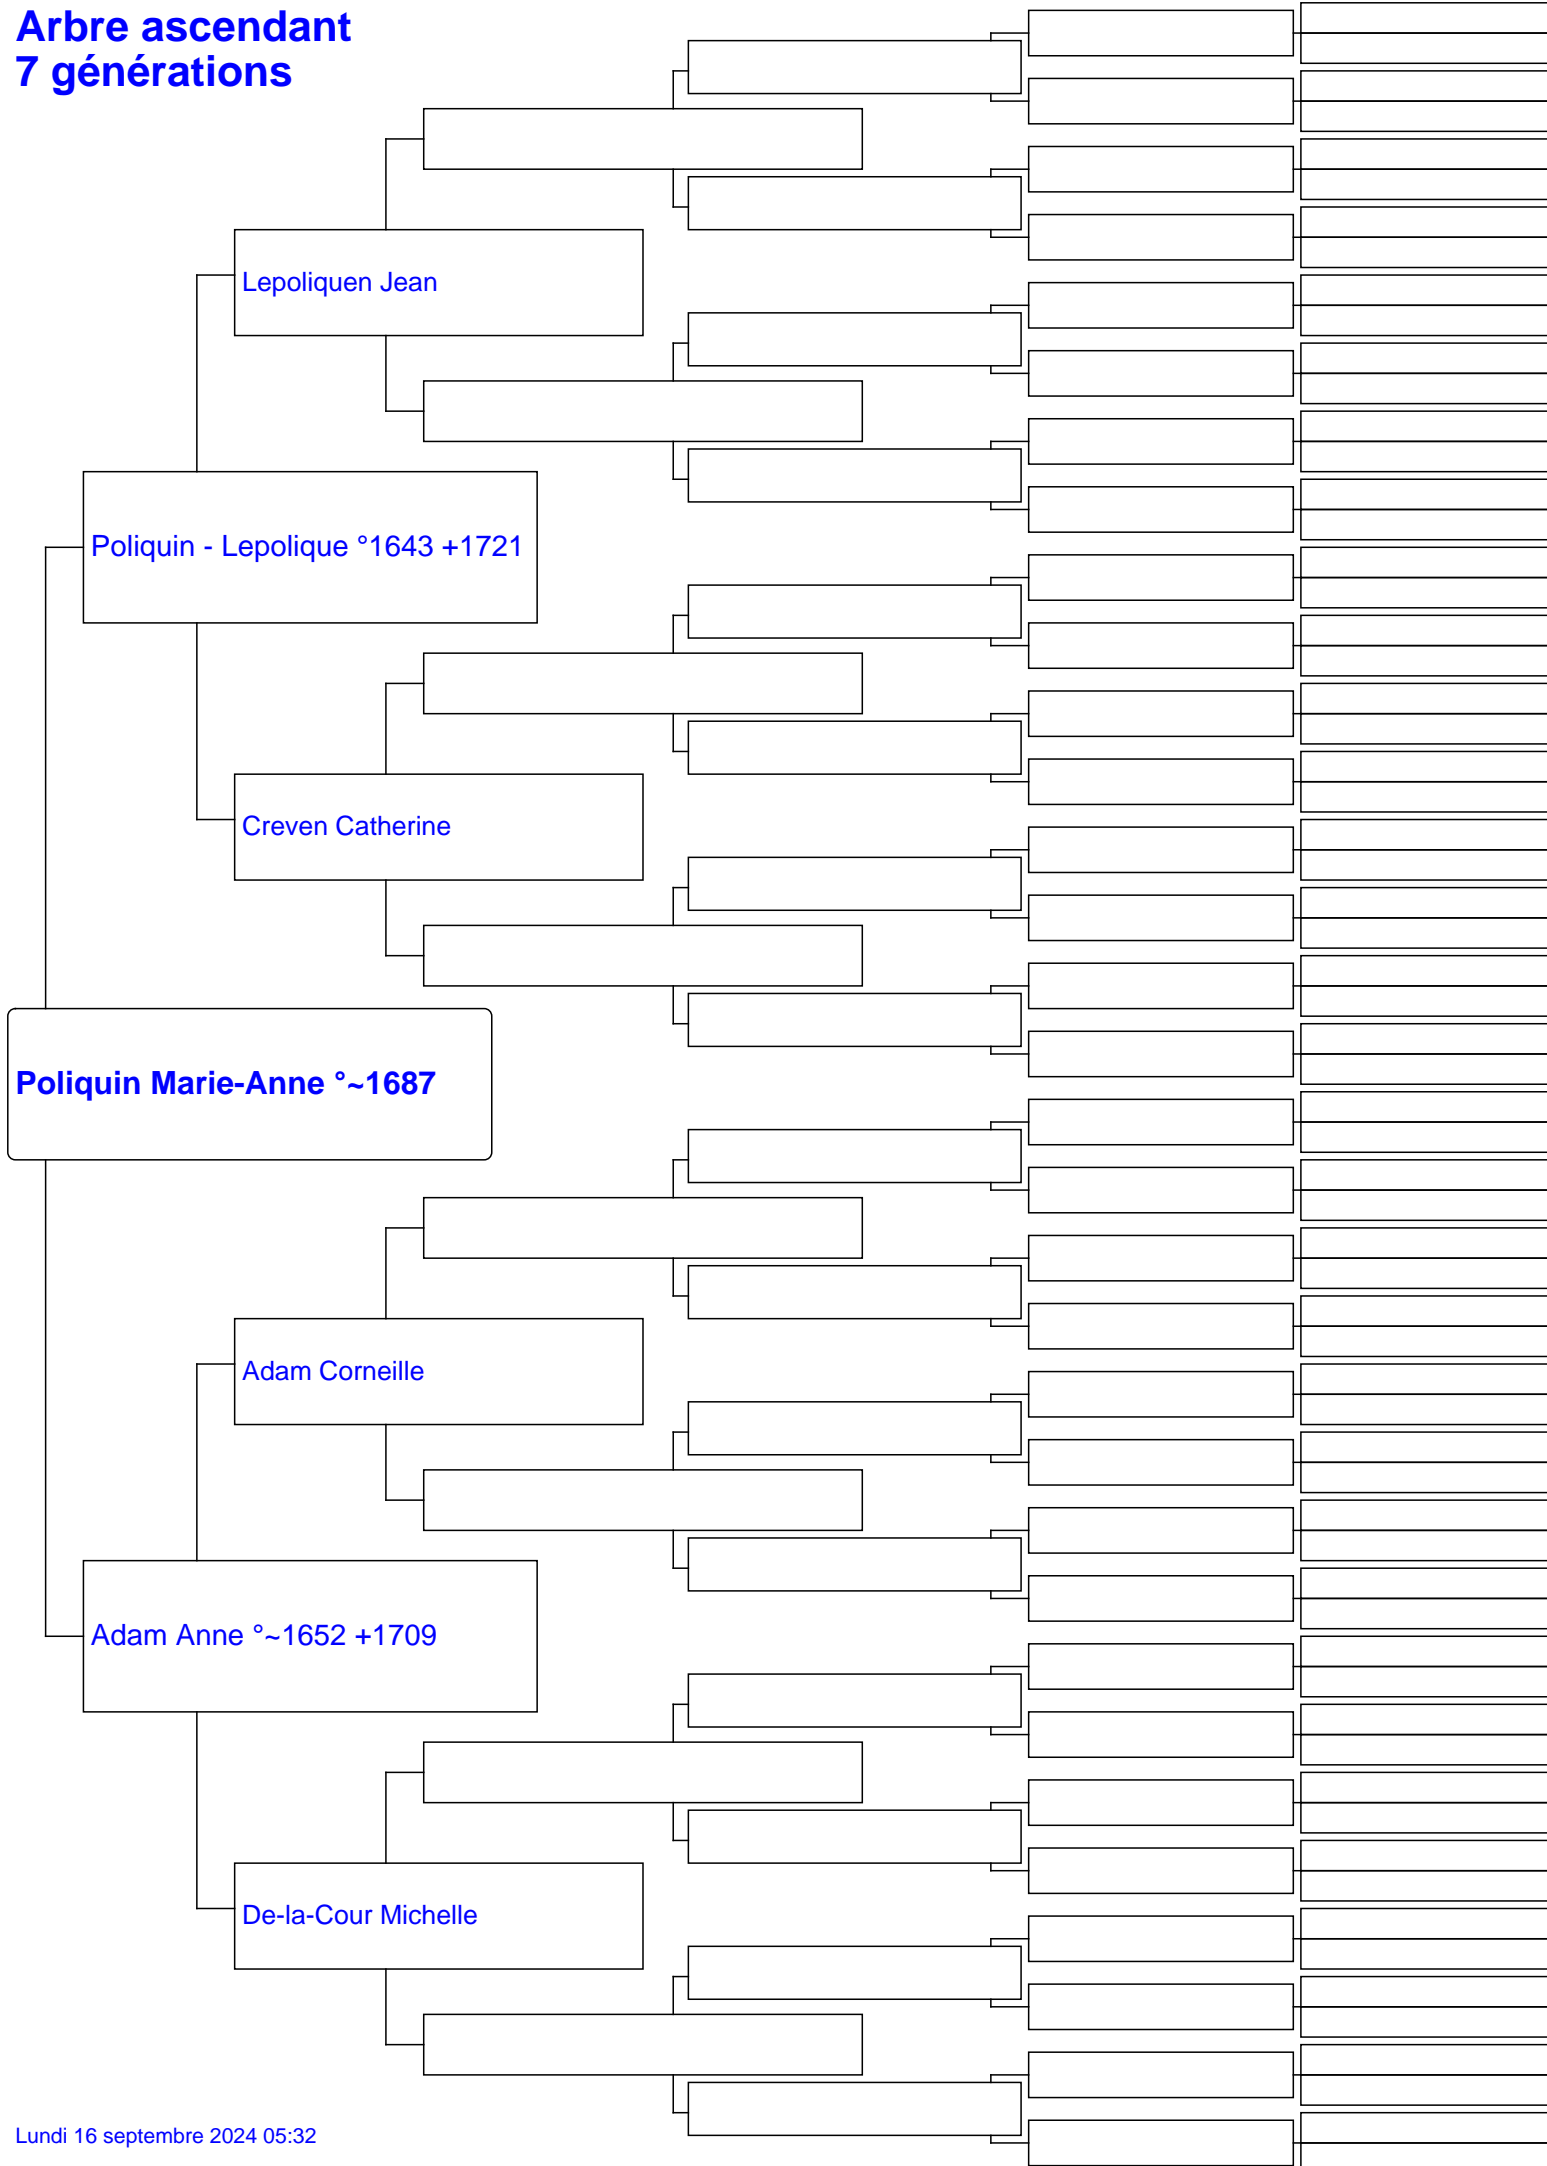 Arbre ascendant
7 générations
Lepoliquen Jean
Poliquin - Lepolique °1643 +1721
Creven Catherine
Poliquin Marie-Anne °~1687
Adam Corneille
Adam Anne °~1652 +1709
De-la-Cour Michelle
Lundi 16 septembre 2024 05:32